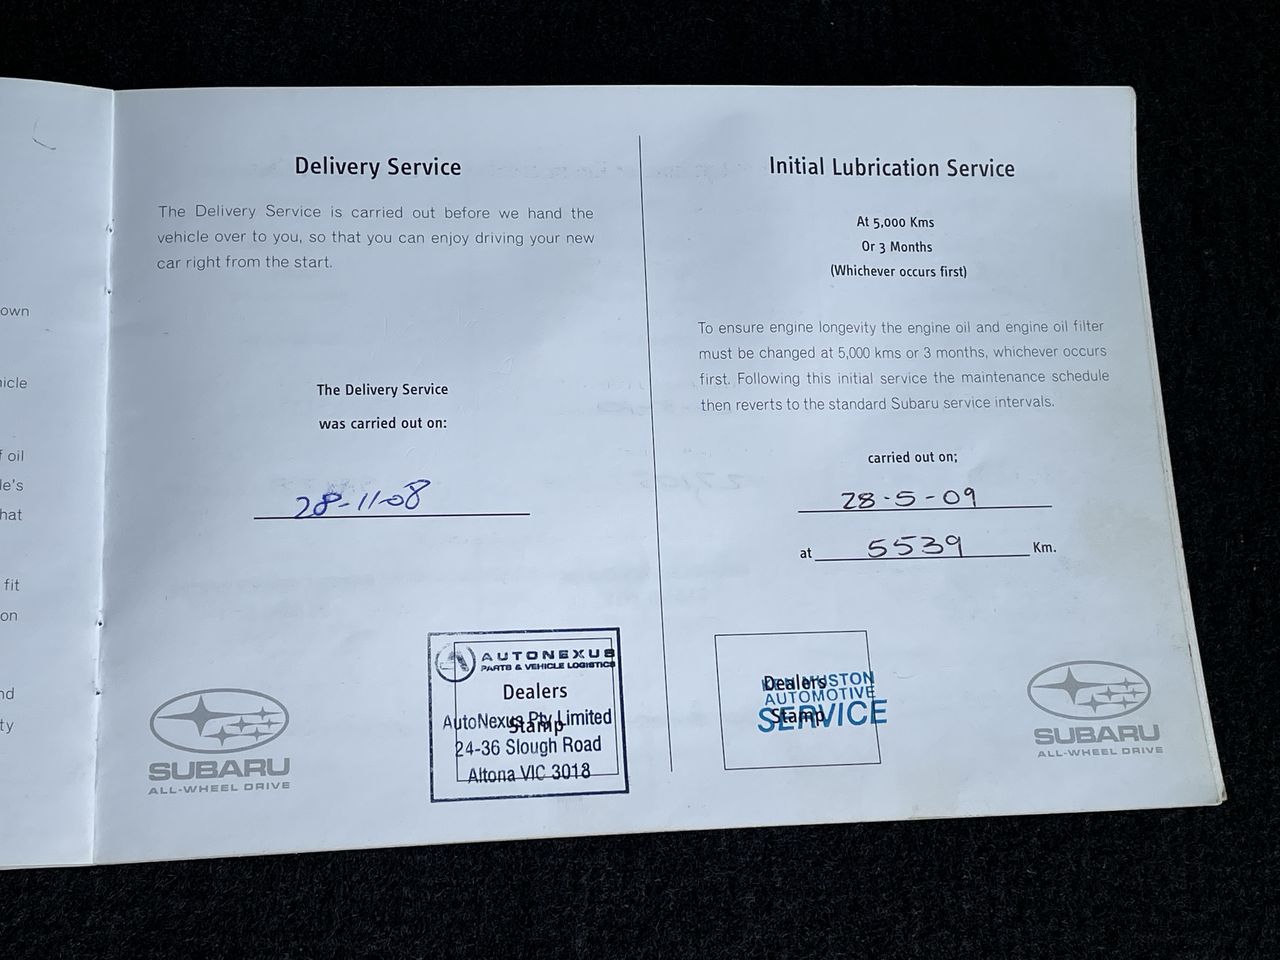 own
nicle
f oil
le's
hat
fit
on
nd
ty
Delivery Service
The Delivery Service is carried out before we hand the
vehicle over to you, so that you can enjoy driving your new
car right from the start.
The Delivery Service
was carried out on:
28-11-08
SUBARU
ALL-WHEEL DRIVE
AUTONEXUS
PARTS & VEHICLE LOGISTICS
Dealers
Stamp
AutoNexus Pty Limited
24-36 Slough Road
Altona VIC 3018
Initial Lubrication Service
At 5,000 Kms
Or 3 Months
(Whichever occurs first)
To ensure engine longevity the engine oil and engine oil filter
must be changed at 5,000 kms or 3 months, whichever occurs
first. Following this initial service the maintenance schedule
then reverts to the standard Subaru service intervals.
carried out on;
28-5-09
at 5539 Km.
Dealers
Stamp
MUSTON
AUTOMOTIVE
SERVICE
SUBARU
ALL-WHEEL DRIVE